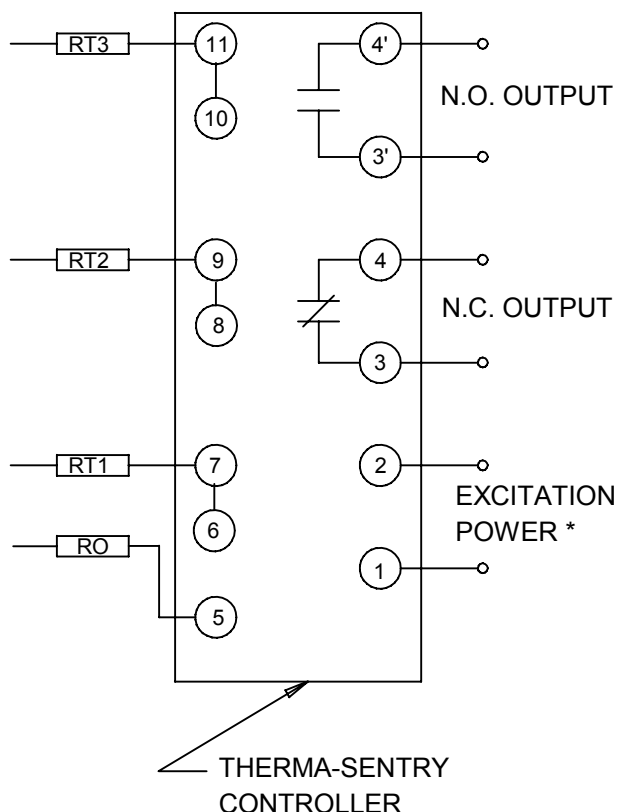 RT3
11
4'
N.O. OUTPUT
10
3'
RT2
9
4
N.C. OUTPUT
8
3
RT1
7
2
EXCITATION
POWER *
6
RO
1
5
THERMA-SENTRY
CONTROLLER